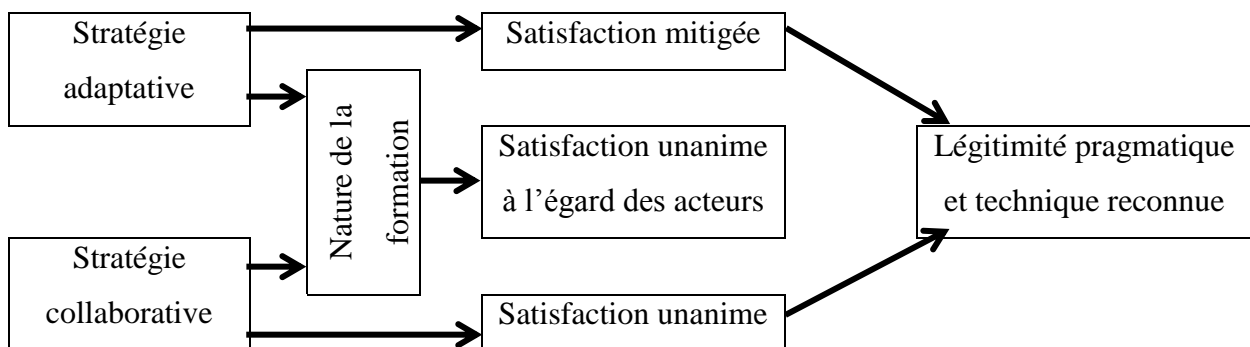 Stratégie
adaptative
Satisfaction mitigée
Nature de la
formation
Satisfaction unanime
à l’égard des acteurs
Légitimité pragmatique
et technique reconnue
Stratégie
collaborative
Satisfaction unanime